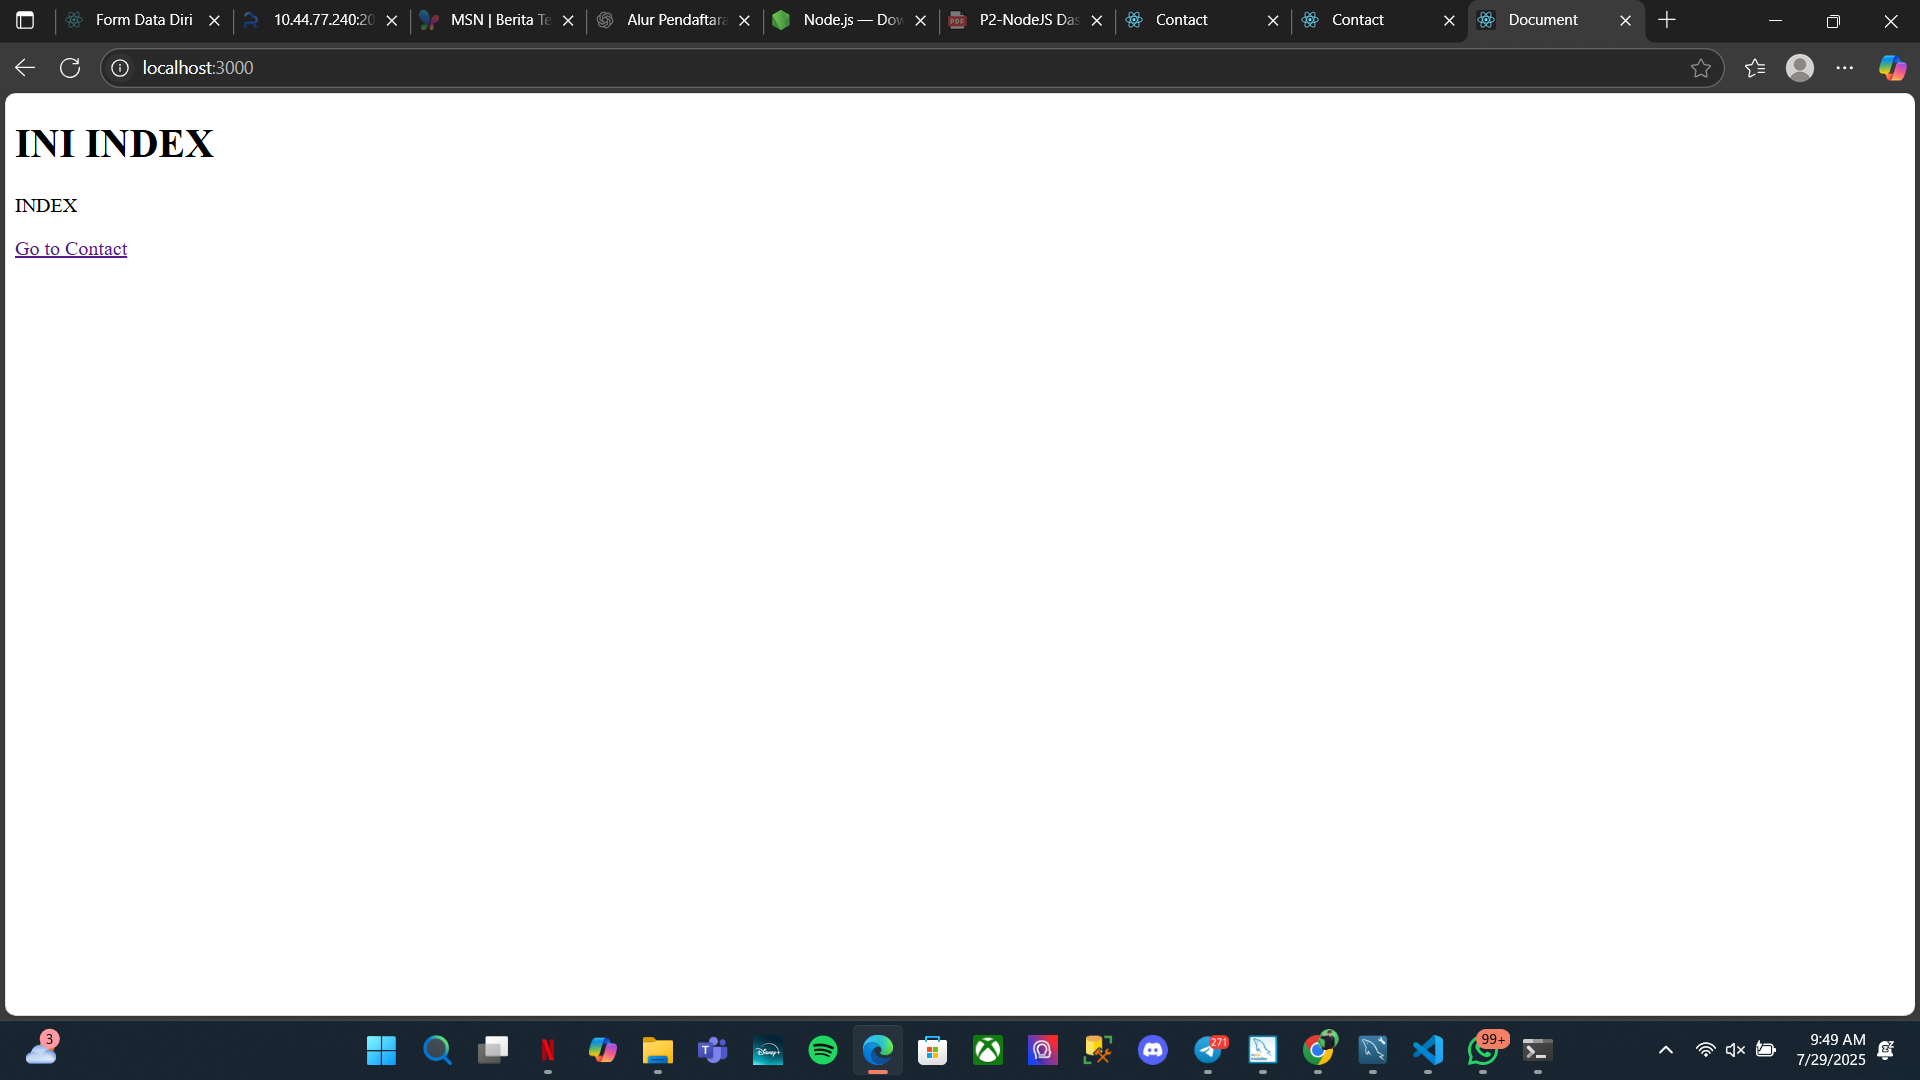 Form Data Diri
10.44.77.240:20
MSN | Berita Te
Alur Pendaftara
Node.js — Dow
P2-NodeJS Das
Contact
Contact
Document
localhost:3000
INI INDEX
INDEX
Go to Contact
3
Disney+
271
99+
9:49 AM
7/29/2025